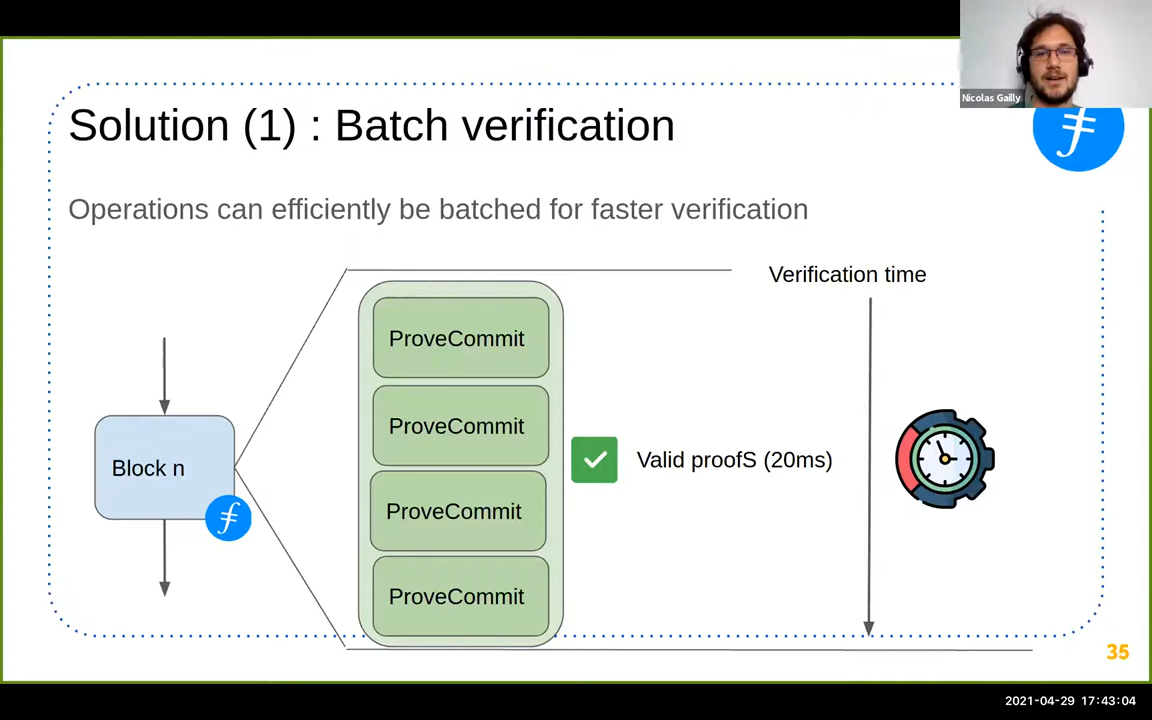 Nicolas Gailly
Solution (1) : Batch verification
Operations can efficiently be batched for faster verification
Verification time
ProveCommit
ProveCommit
Block n
Valid proofS (20ms)
ProveCommit
ProveCommit
35
2021-04-29 17:43:04